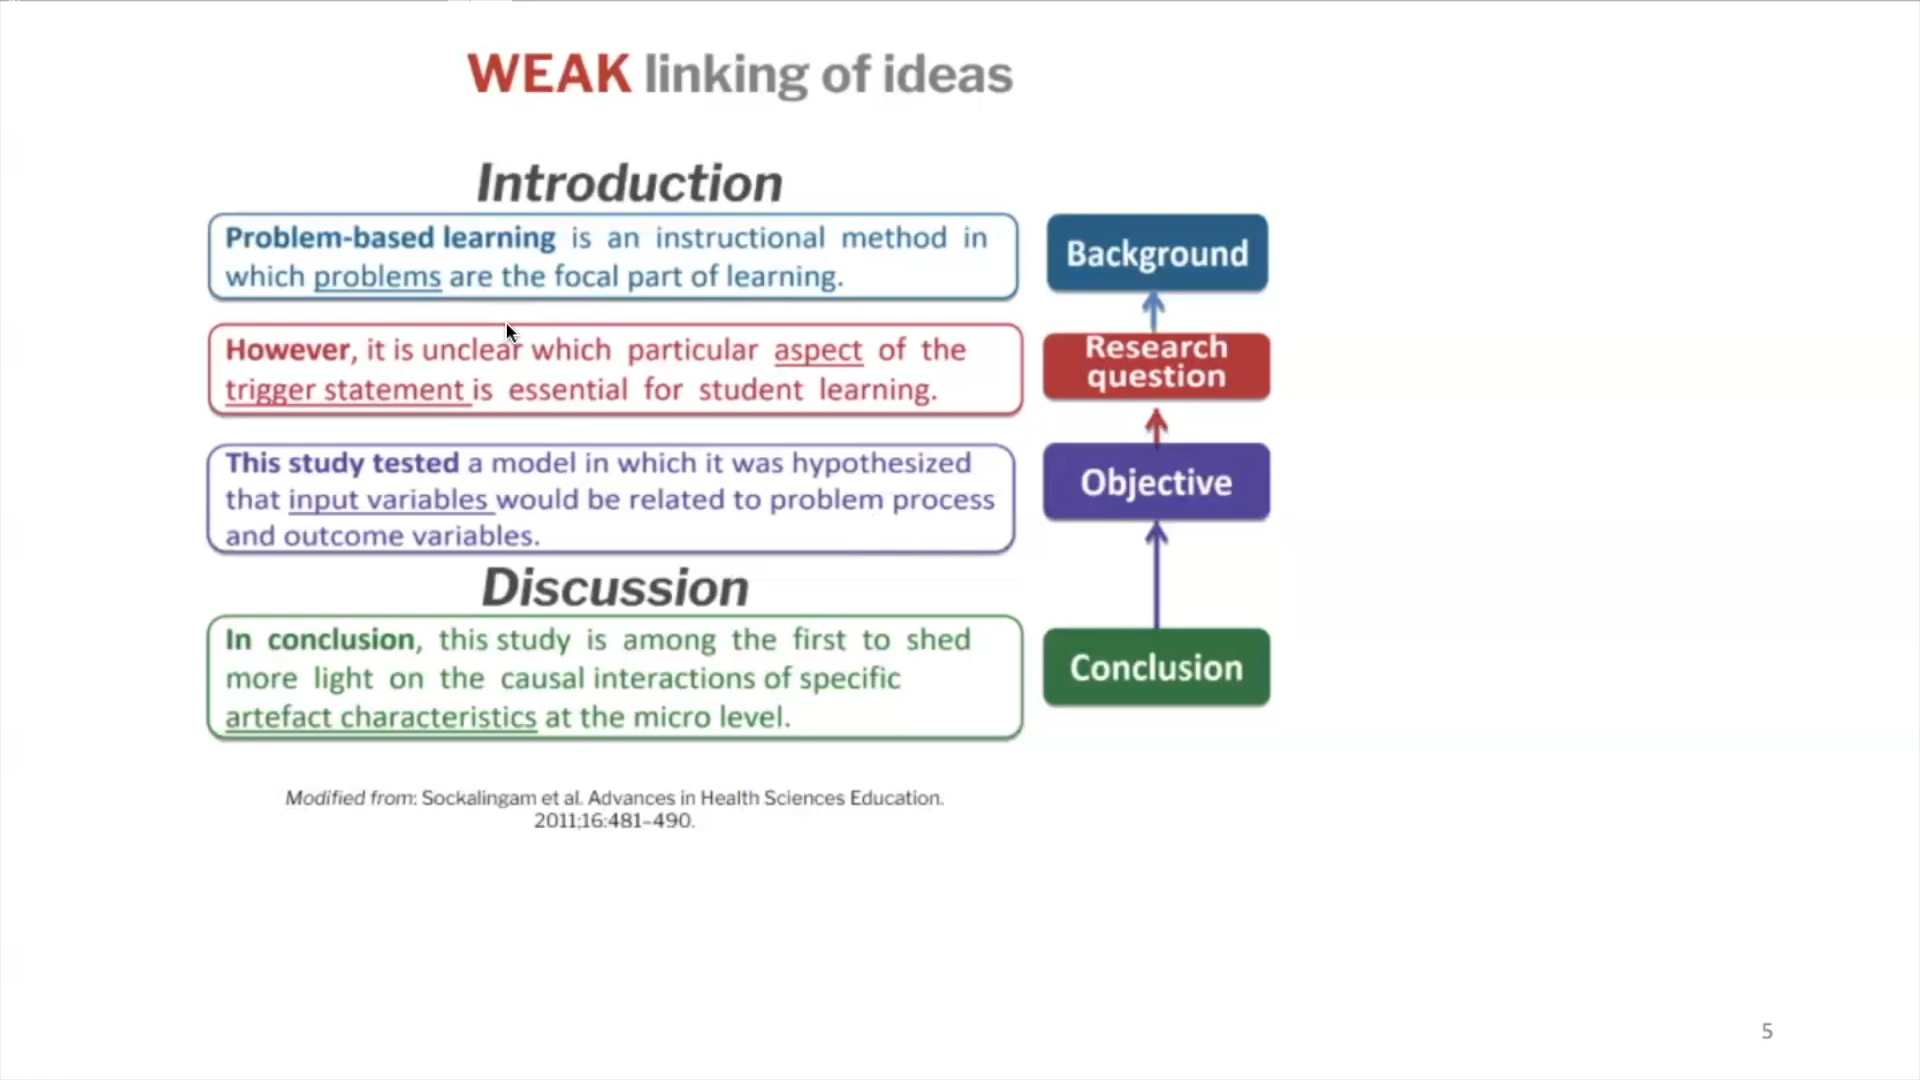 WEAK linking of ideas
Introduction
Problem-based learning is an instructional method in
which problems are the focal part of learning.
Background
However, it is unclear which particular aspect of the
trigger statement is essential for student learning.
Research
question
This study tested a model in which it was hypothesized
that input variables would be related to problem process
and outcome variables.
Objective
Discussion
In conclusion, this study is among the first to shed
more light on the causal interactions of specific
artefact characteristics at the micro level.
Conclusion
Modified from: Sockalingam et al. Advances in Health Sciences Education.
2011;16:481–490.
5